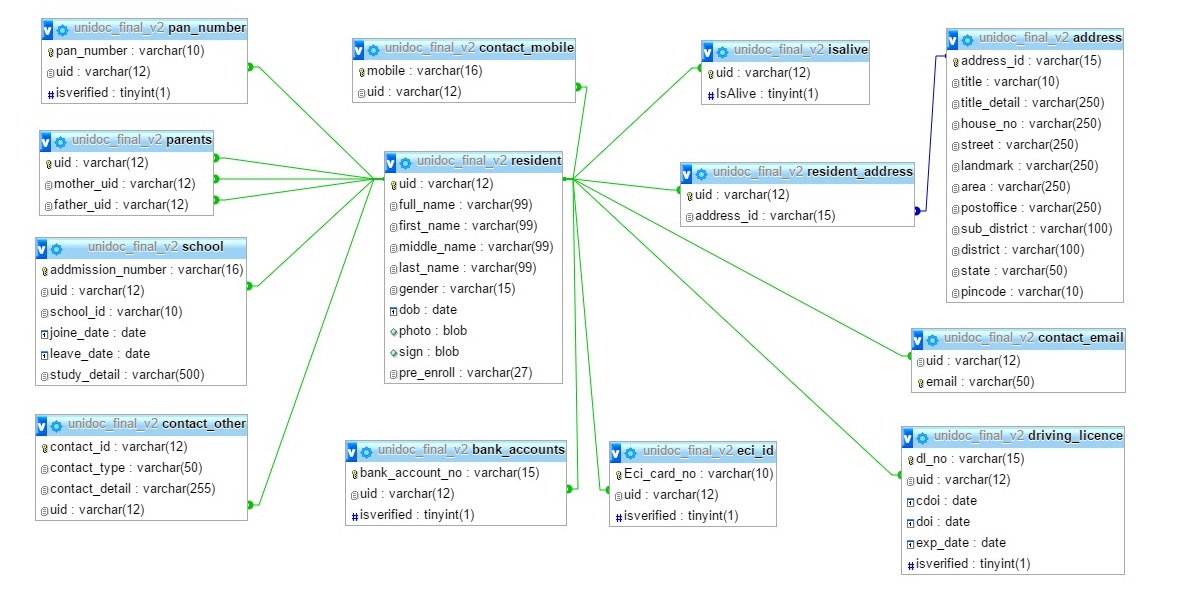 unidoc_final_v2 pan_number
pan_number : varchar(10)
uid : varchar(12)
isverified : tinyint(1)
unidoc_final_v2 parents
uid : varchar(12)
mother_uid : varchar(12)
father_uid : varchar(12)
unidoc_final_v2 school
addmission_number : varchar(16)
uid : varchar(12)
school_id : varchar(10)
joine_date : date
leave_date : date
study_detail : varchar(500)
unidoc_final_v2 contact_other
contact_id : varchar(12)
contact_type : varchar(50)
contact_detail : varchar(255)
uid : varchar(12)
unidoc_final_v2 contact_mobile
mobile : varchar(16)
uid : varchar(12)
unidoc_final_v2 resident
uid : varchar(12)
full_name : varchar(99)
first_name : varchar(99)
middle_name : varchar(99)
last_name : varchar(99)
gender : varchar(15)
dob : date
photo : blob
sign : blob
pre_enroll : varchar(27)
unidoc_final_v2 bank_accounts
bank_account_no : varchar(15)
uid : varchar(12)
isverified : tinyint(1)
unidoc_final_v2 eci_id
Eci_card_no : varchar(10)
uid : varchar(12)
isverified : tinyint(1)
unidoc_final_v2 isalive
uid : varchar(12)
IsAlive : tinyint(1)
unidoc_final_v2 resident_address
uid : varchar(12)
address_id : varchar(15)
unidoc_final_v2 address
address_id : varchar(15)
title : varchar(10)
title_detail : varchar(250)
house_no : varchar(250)
street : varchar(250)
landmark : varchar(250)
area : varchar(250)
postoffice : varchar(250)
sub_district : varchar(100)
district : varchar(100)
state : varchar(50)
pincode : varchar(10)
unidoc_final_v2 contact_email
uid : varchar(12)
email : varchar(50)
unidoc_final_v2 driving_licence
dl_no : varchar(15)
uid : varchar(12)
cdoi : date
doi : date
exp_date : date
isverified : tinyint(1)